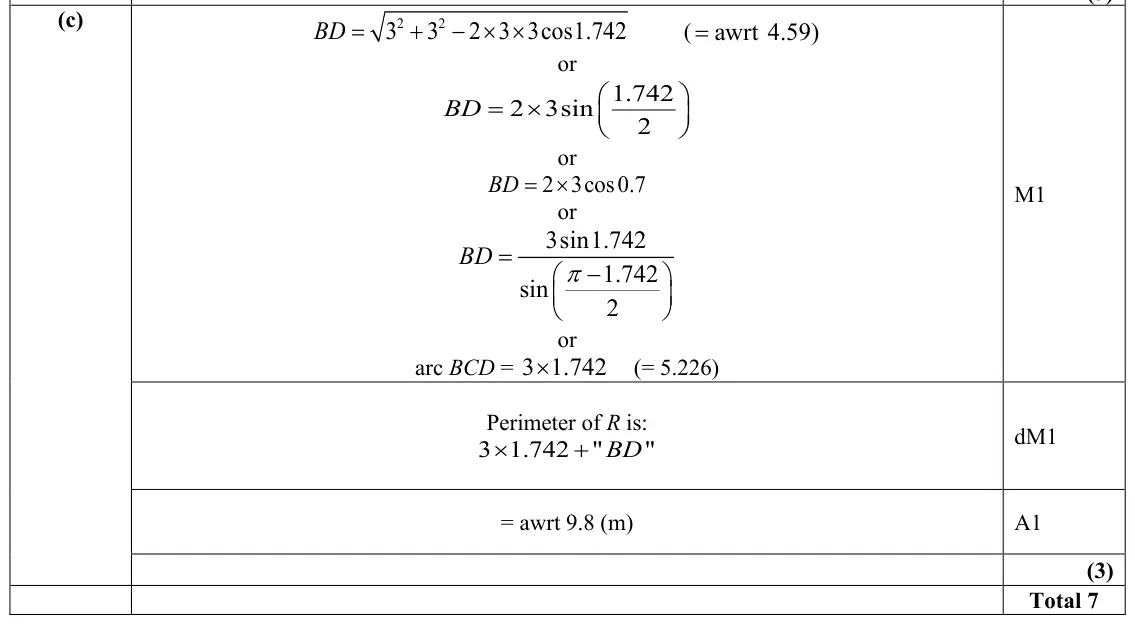 (c)
BD = √(3² + 3² − 2 × 3 × 3cos1.742) (= awrt 4.59)
or
BD = 2 × 3sin(1.742/2)
or
BD = 2 × 3cos0.7
or
BD = 3sin1.742 / sin((π − 1.742)/2)
or
arc BCD = 3 × 1.742 (= 5.226)
M1
Perimeter of R is:
3 × 1.742 + "BD"
dM1
= awrt 9.8 (m)
A1
(3)
Total 7